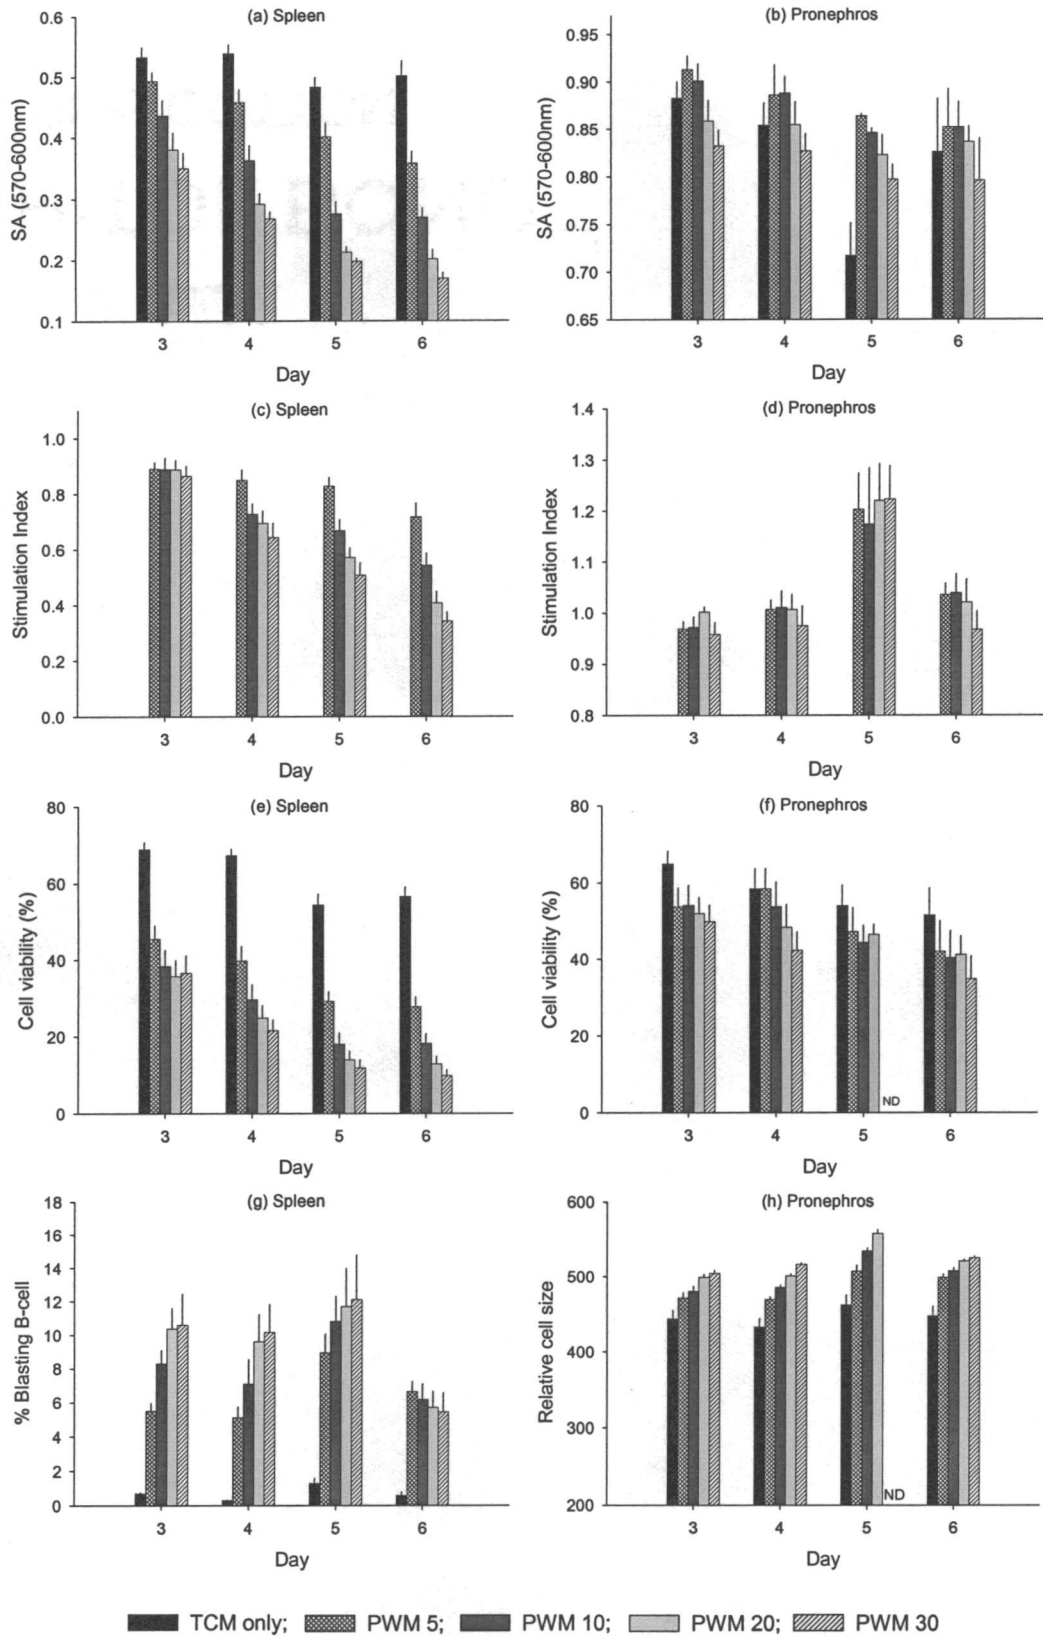 (a) Spleen
SA (570-600nm)
0.6
0.5
0.4
0.3
0.2
0.1
3 4 5 6
Day
(b) Pronephros
SA (570-600nm)
0.95
0.90
0.85
0.80
0.75
0.70
0.65
3 4 5 6
Day
(c) Spleen
Stimulation Index
1.0
0.8
0.6
0.4
0.2
0.0
3 4 5 6
Day
(d) Pronephros
Stimulation Index
1.4
1.3
1.2
1.1
1.0
0.9
0.8
3 4 5 6
Day
(e) Spleen
Cell viability (%)
80
60
40
20
0
3 4 5 6
Day
(f) Pronephros
Cell viability (%)
80
60
40
20
0
ND
3 4 5 6
Day
(g) Spleen
% Blasting B-cell
18
16
14
12
10
8
6
4
2
0
3 4 5 6
Day
(h) Pronephros
Relative cell size
600
500
400
300
200
ND
3 4 5 6
Day
TCM only; PWM 5; PWM 10; PWM 20; PWM 30